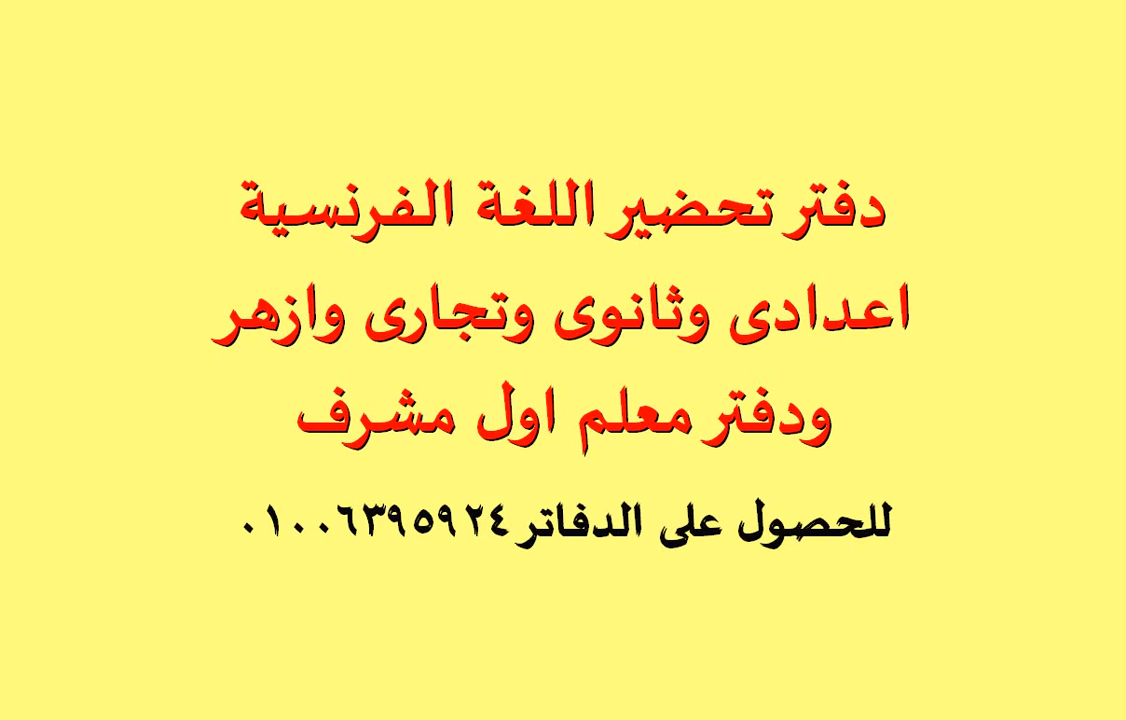 دفتر تحضير اللغة الفرنسية
اعدادى وثانوى وتجارى وازهر
ودفتر معلم اول مشرف
للحصول على الدفاتر ٠١٠٠٦٣٩٥٩٢٤